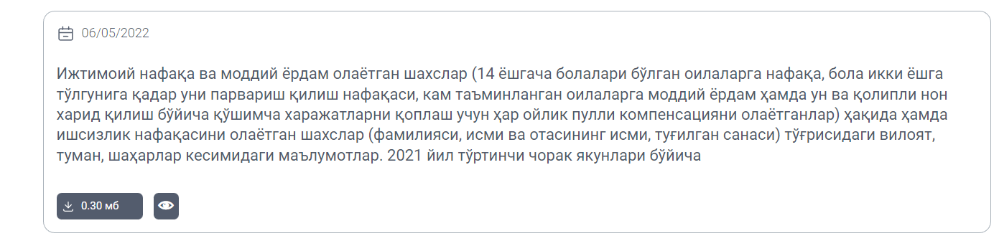 06/05/2022
Ижтимоий нафақа ва моддий ёрдам олаётган шахслар (14 ёшгача болалари бўлган оилаларга нафақа, бола икки ёшга
тўлгунига қадар уни парвариш қилиш нафақаси, кам таъминланган оилаларга моддий ёрдам ҳамда ун ва қолипли нон
харид қилиш бўйича қўшимча харажатларни қоплаш учун ҳар ойлик пулли компенсацияни олаётганлар) ҳақида ҳамда
ишсизлик нафақасини олаётган шахслар (фамилияси, исми ва отасининг исми, туғилган санаси) тўғрисидаги вилоят,
туман, шаҳарлар кесимидаги маълумотлар. 2021 йил тўртинчи чорак якунлари бўйича
0.30 мб